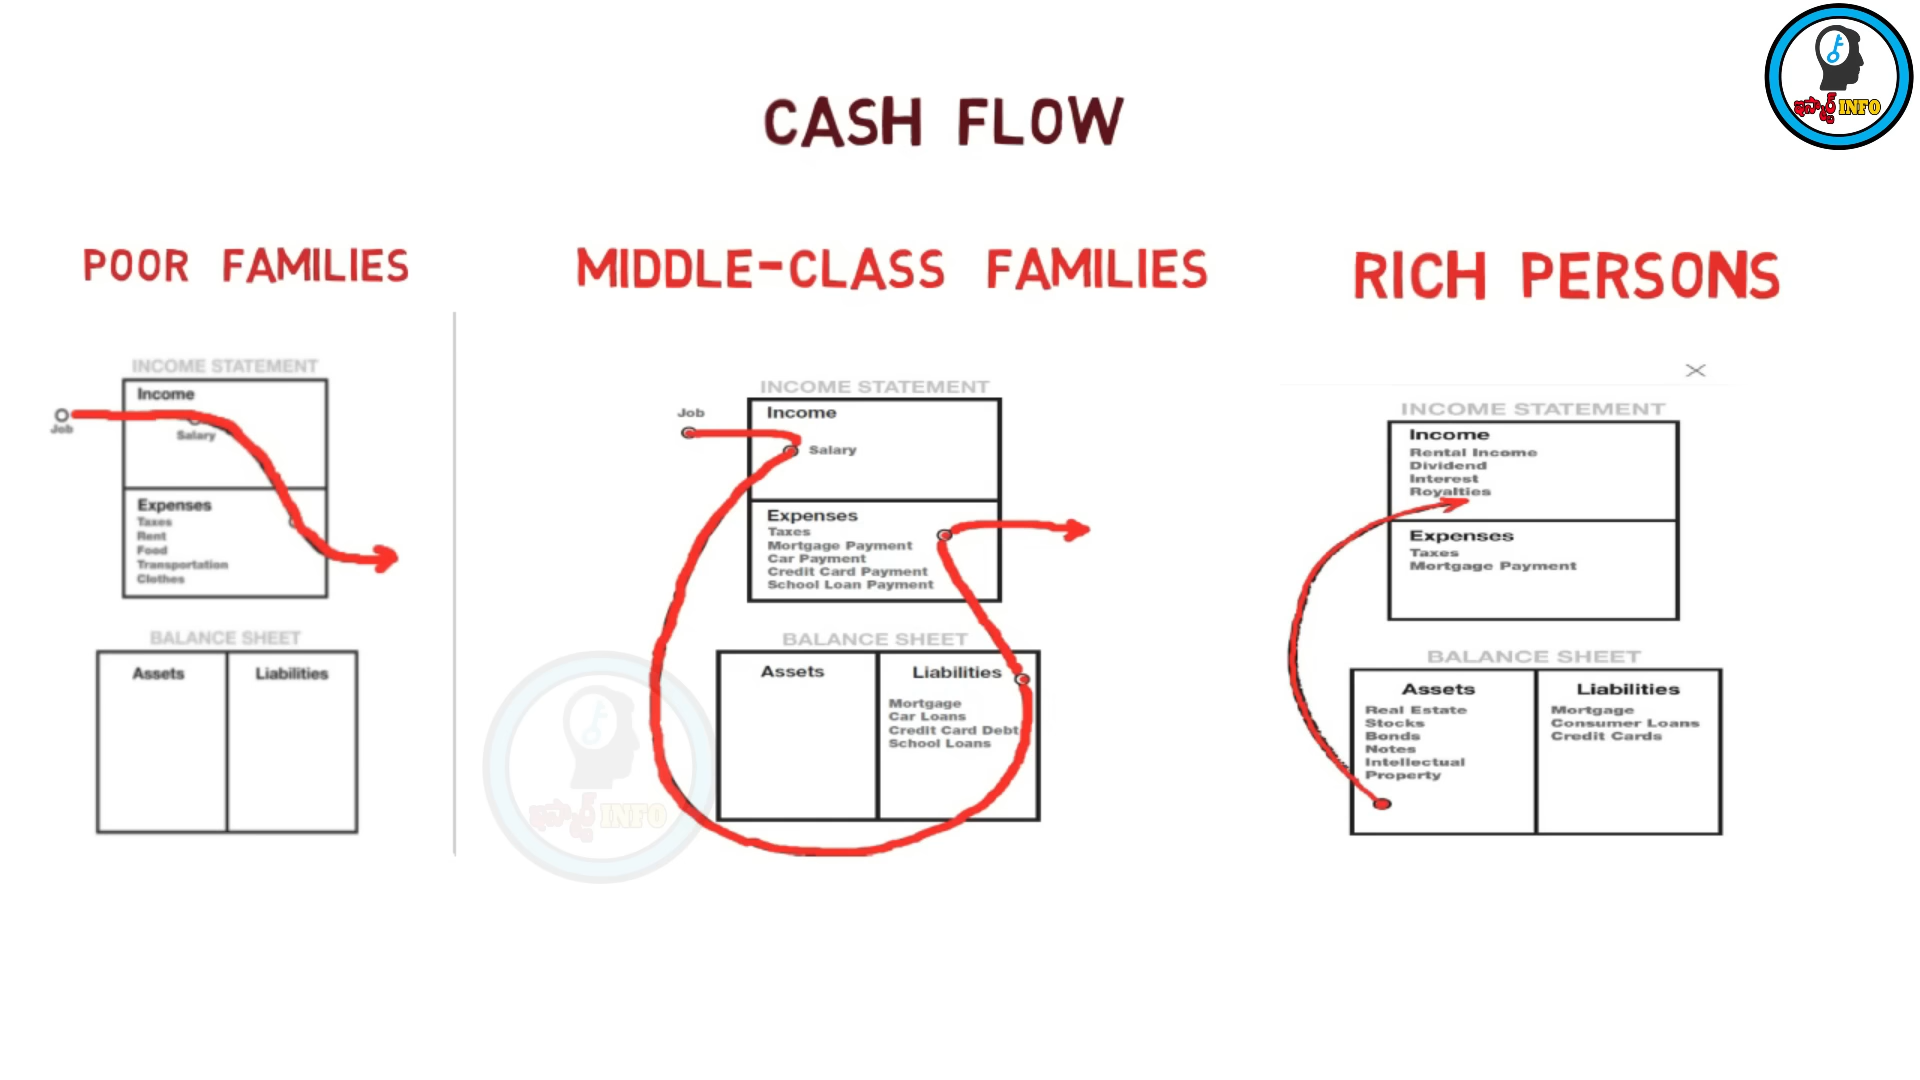 CASH FLOW
ఇస్మార్ట్ INFO
POOR FAMILIES
INCOME STATEMENT
Income
Job
Salary
Expenses
Taxes
Rent
Food
Transportation
Clothes
BALANCE SHEET
Assets
Liabilities
MIDDLE-CLASS FAMILIES
INCOME STATEMENT
Job
Income
Salary
Expenses
Taxes
Mortgage Payment
Car Payment
Credit Card Payment
School Loan Payment
BALANCE SHEET
Assets
Liabilities
Mortgage
Car Loans
Credit Card Debt
School Loans
ఇస్మార్ట్ INFO
RICH PERSONS
INCOME STATEMENT
Income
Rental Income
Dividend
Interest
Royalties
Expenses
Taxes
Mortgage Payment
BALANCE SHEET
Assets
Real Estate
Stocks
Bonds
Notes
Intellectual
Property
Liabilities
Mortgage
Consumer Loans
Credit Cards